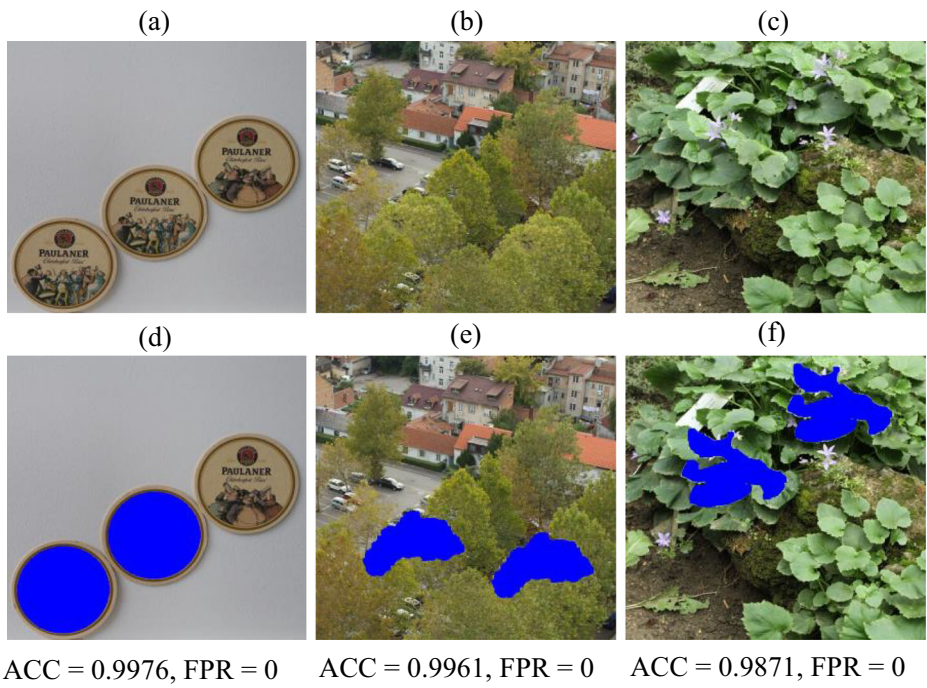 (a) (b) (c)
PAULANER
PAULANER
PAULANER
(d) (e) (f)
PAULANER
ACC = 0.9976, FPR = 0 ACC = 0.9961, FPR = 0 ACC = 0.9871, FPR = 0